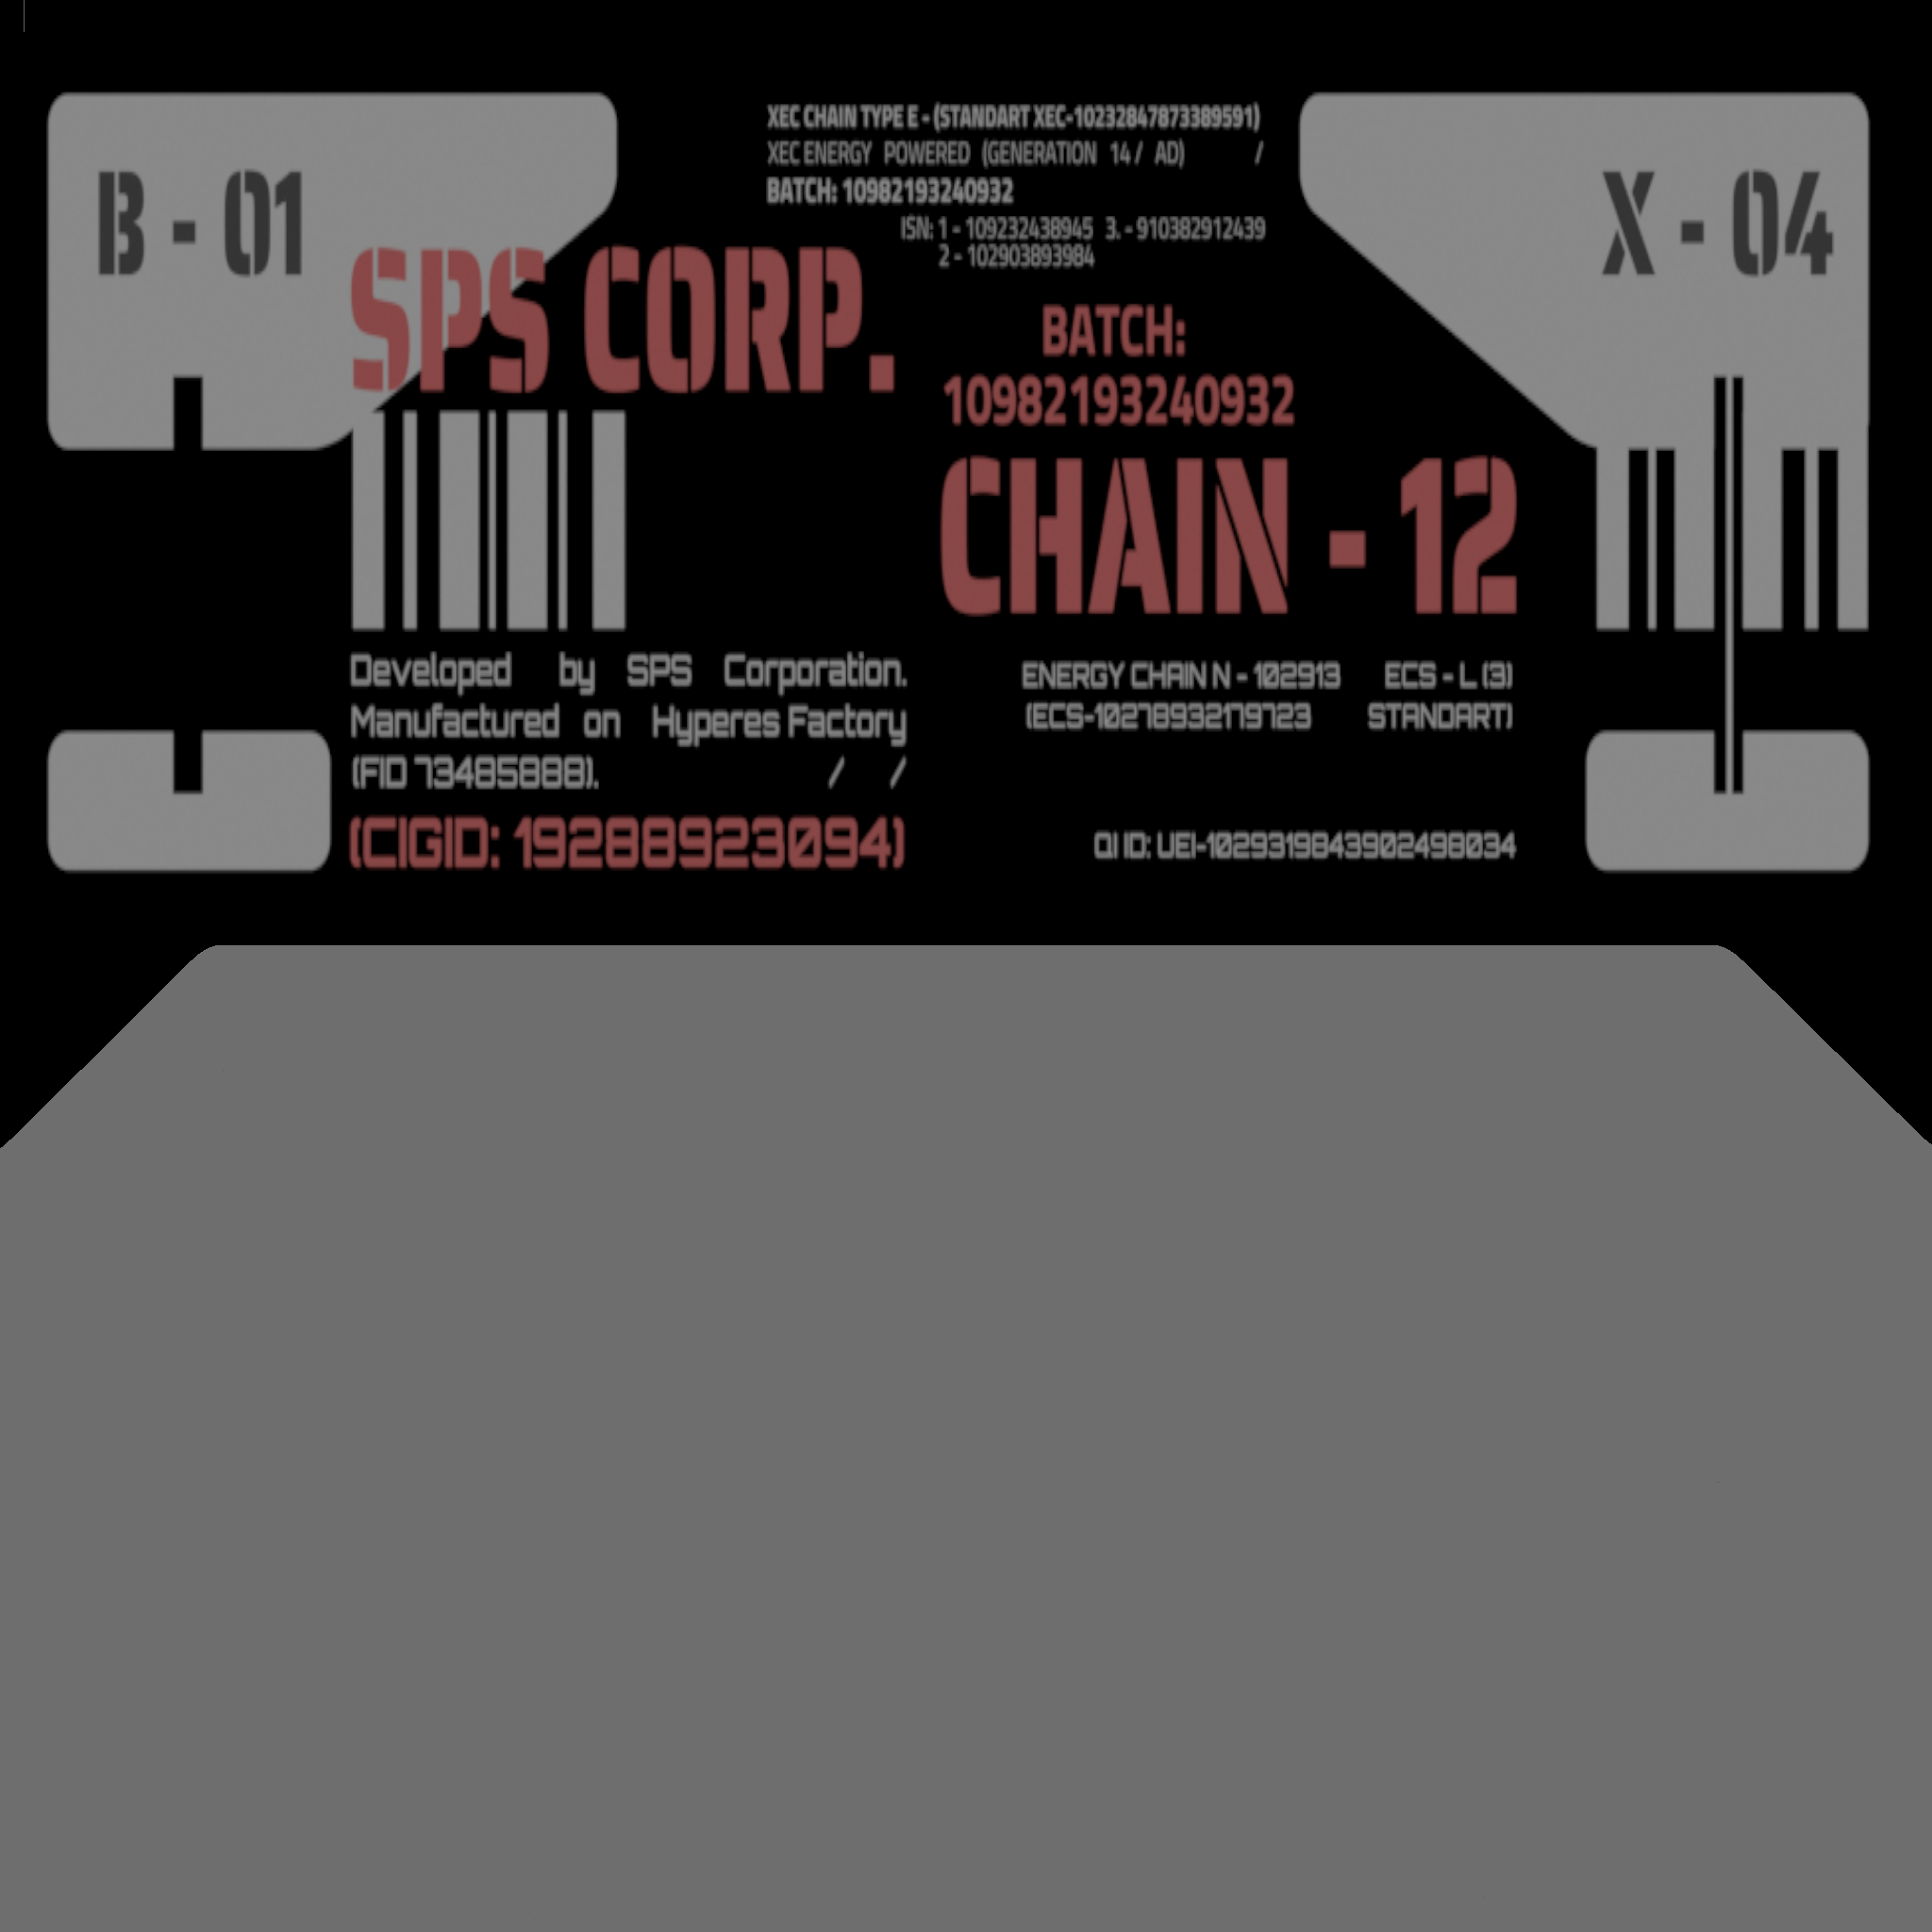 B - 01
XEC CHAIN TYPE E - (STANDART XEC-10232847873389591)
XEC ENERGY POWERED (GENERATION 14 / AD) /
BATCH: 10982193240932
ISN: 1 - 109232438945 3. - 910382912439
2 - 102903893984
X - 04
SPS CORP.
BATCH:
10982193240932
CHAIN - 12
Developed by SPS Corporation.
Manufactured on Hyperes Factory
(FID 73485888). / /
(CIGID: 19288923094)
ENERGY CHAIN N - 102913 ECS - L (3)
(ECS-10278932179723 STANDART)
QI ID: UEI-1029319843902498034